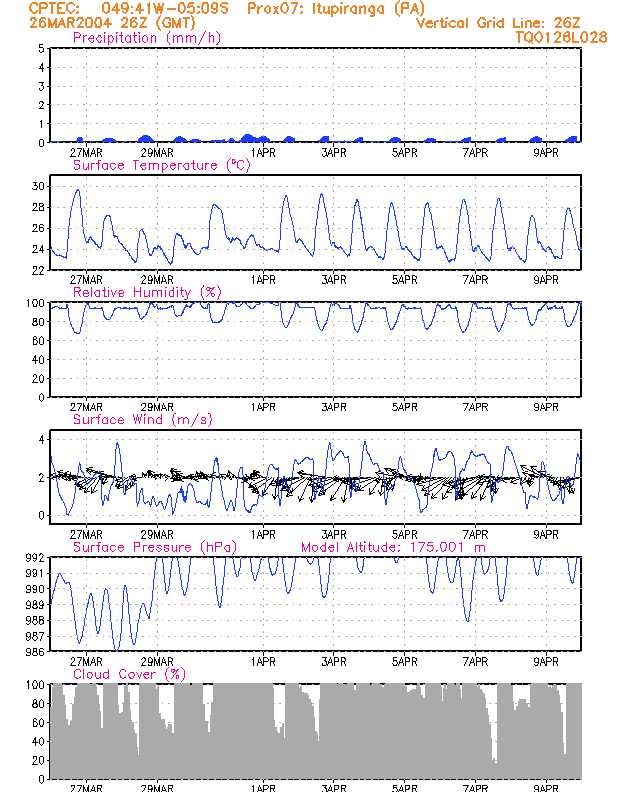 CPTEC: 049:41W-05:09S Prox07: Itupiranga (PA)
26MAR2004 26Z (GMT) Vertical Grid Line: 26Z
Precipitation (mm/h) TQ0126L028
5
4
3
2
1
0
27MAR 29MAR 1APR 3APR 5APR 7APR 9APR
Surface Temperature (ºC)
30
28
26
24
22
27MAR 29MAR 1APR 3APR 5APR 7APR 9APR
Relative Humidity (%)
100
80
60
40
20
0
27MAR 29MAR 1APR 3APR 5APR 7APR 9APR
Surface Wind (m/s)
4
2
0
27MAR 29MAR 1APR 3APR 5APR 7APR 9APR
Surface Pressure (hPa) Model Altitude: 175.001 m
992
991
990
989
988
987
986
27MAR 29MAR 1APR 3APR 5APR 7APR 9APR
Cloud Cover (%)
100
80
60
40
20
0
27MAR 29MAR 1APR 3APR 5APR 7APR 9APR